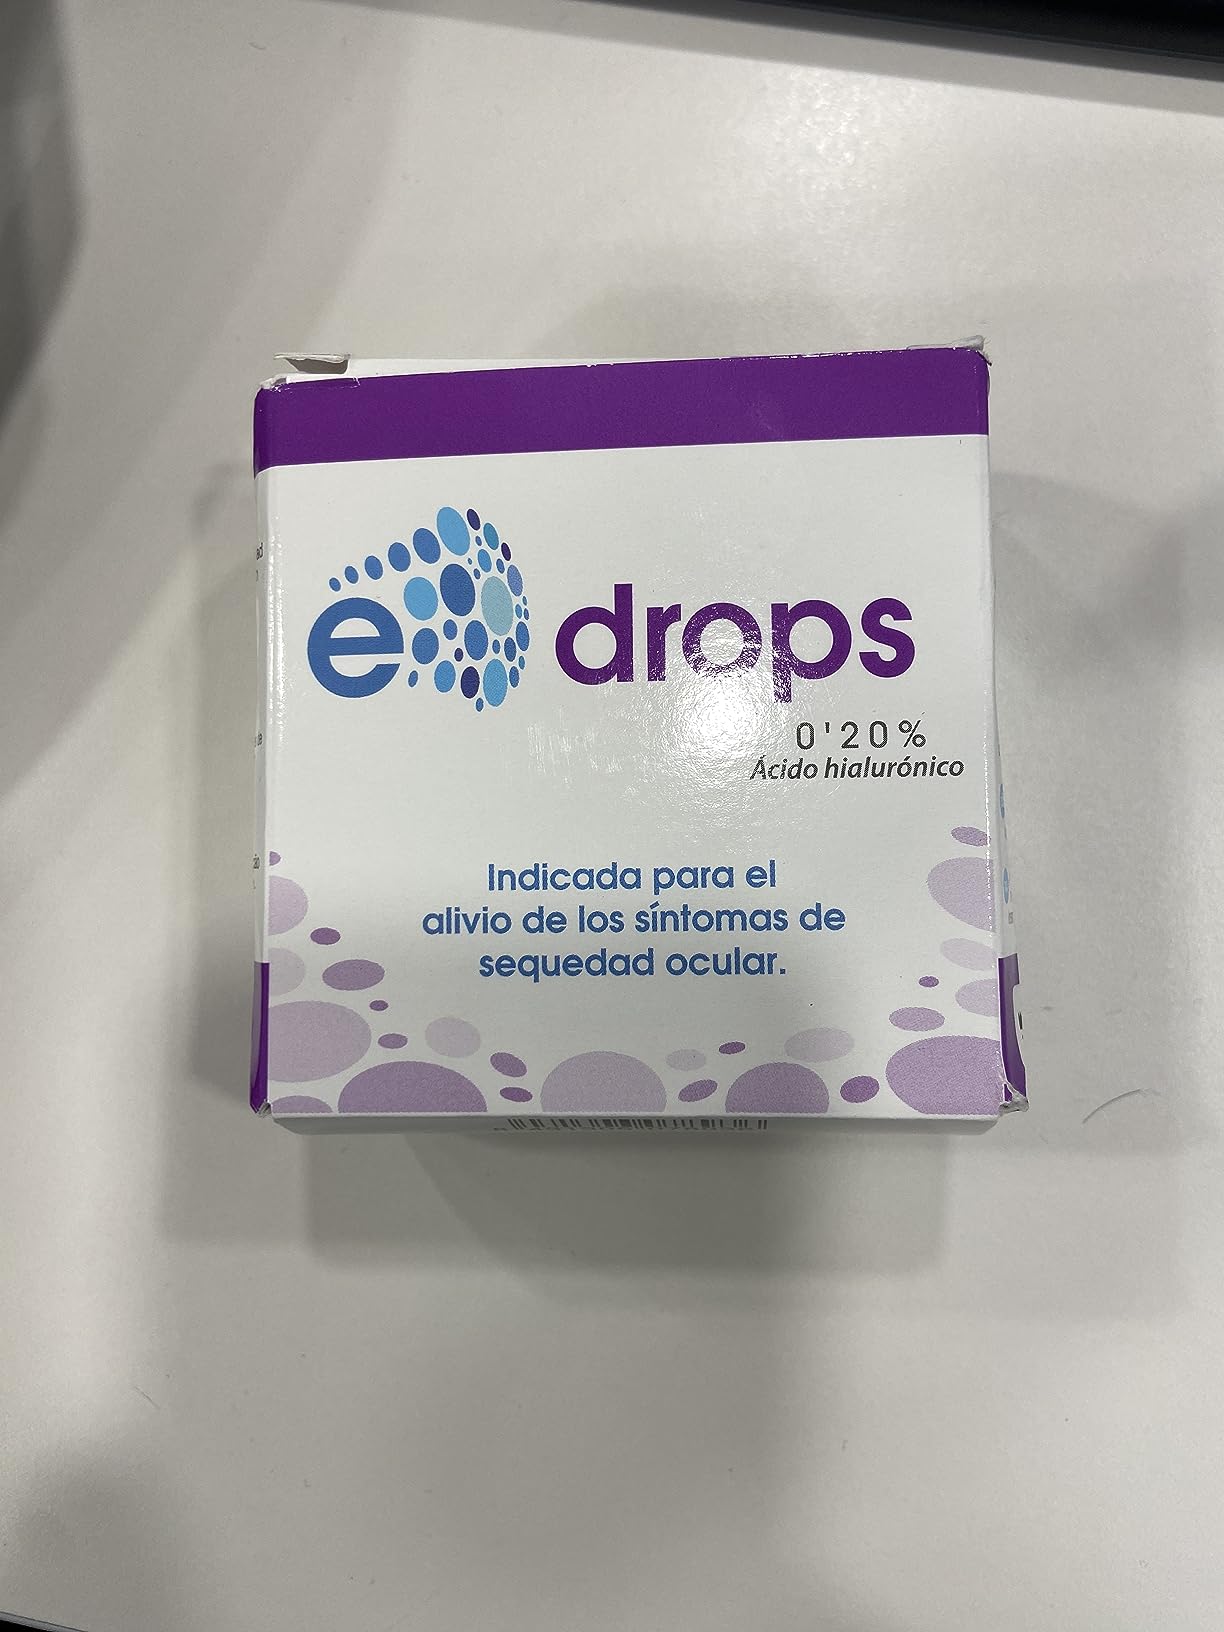 e drops
0'20%
Ácido hialurónico
Indicada para el
alivio de los síntomas de
sequedad ocular.